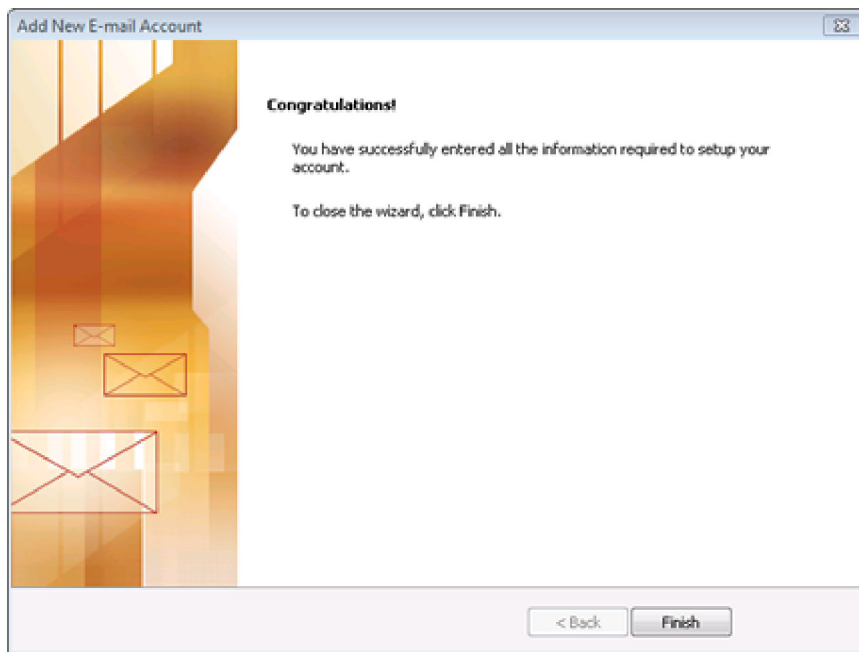 Add New E-mail Account
Congratulations!
You have successfully entered all the information required to setup your
account.
To close the wizard, click Finish.
< Back
Finish